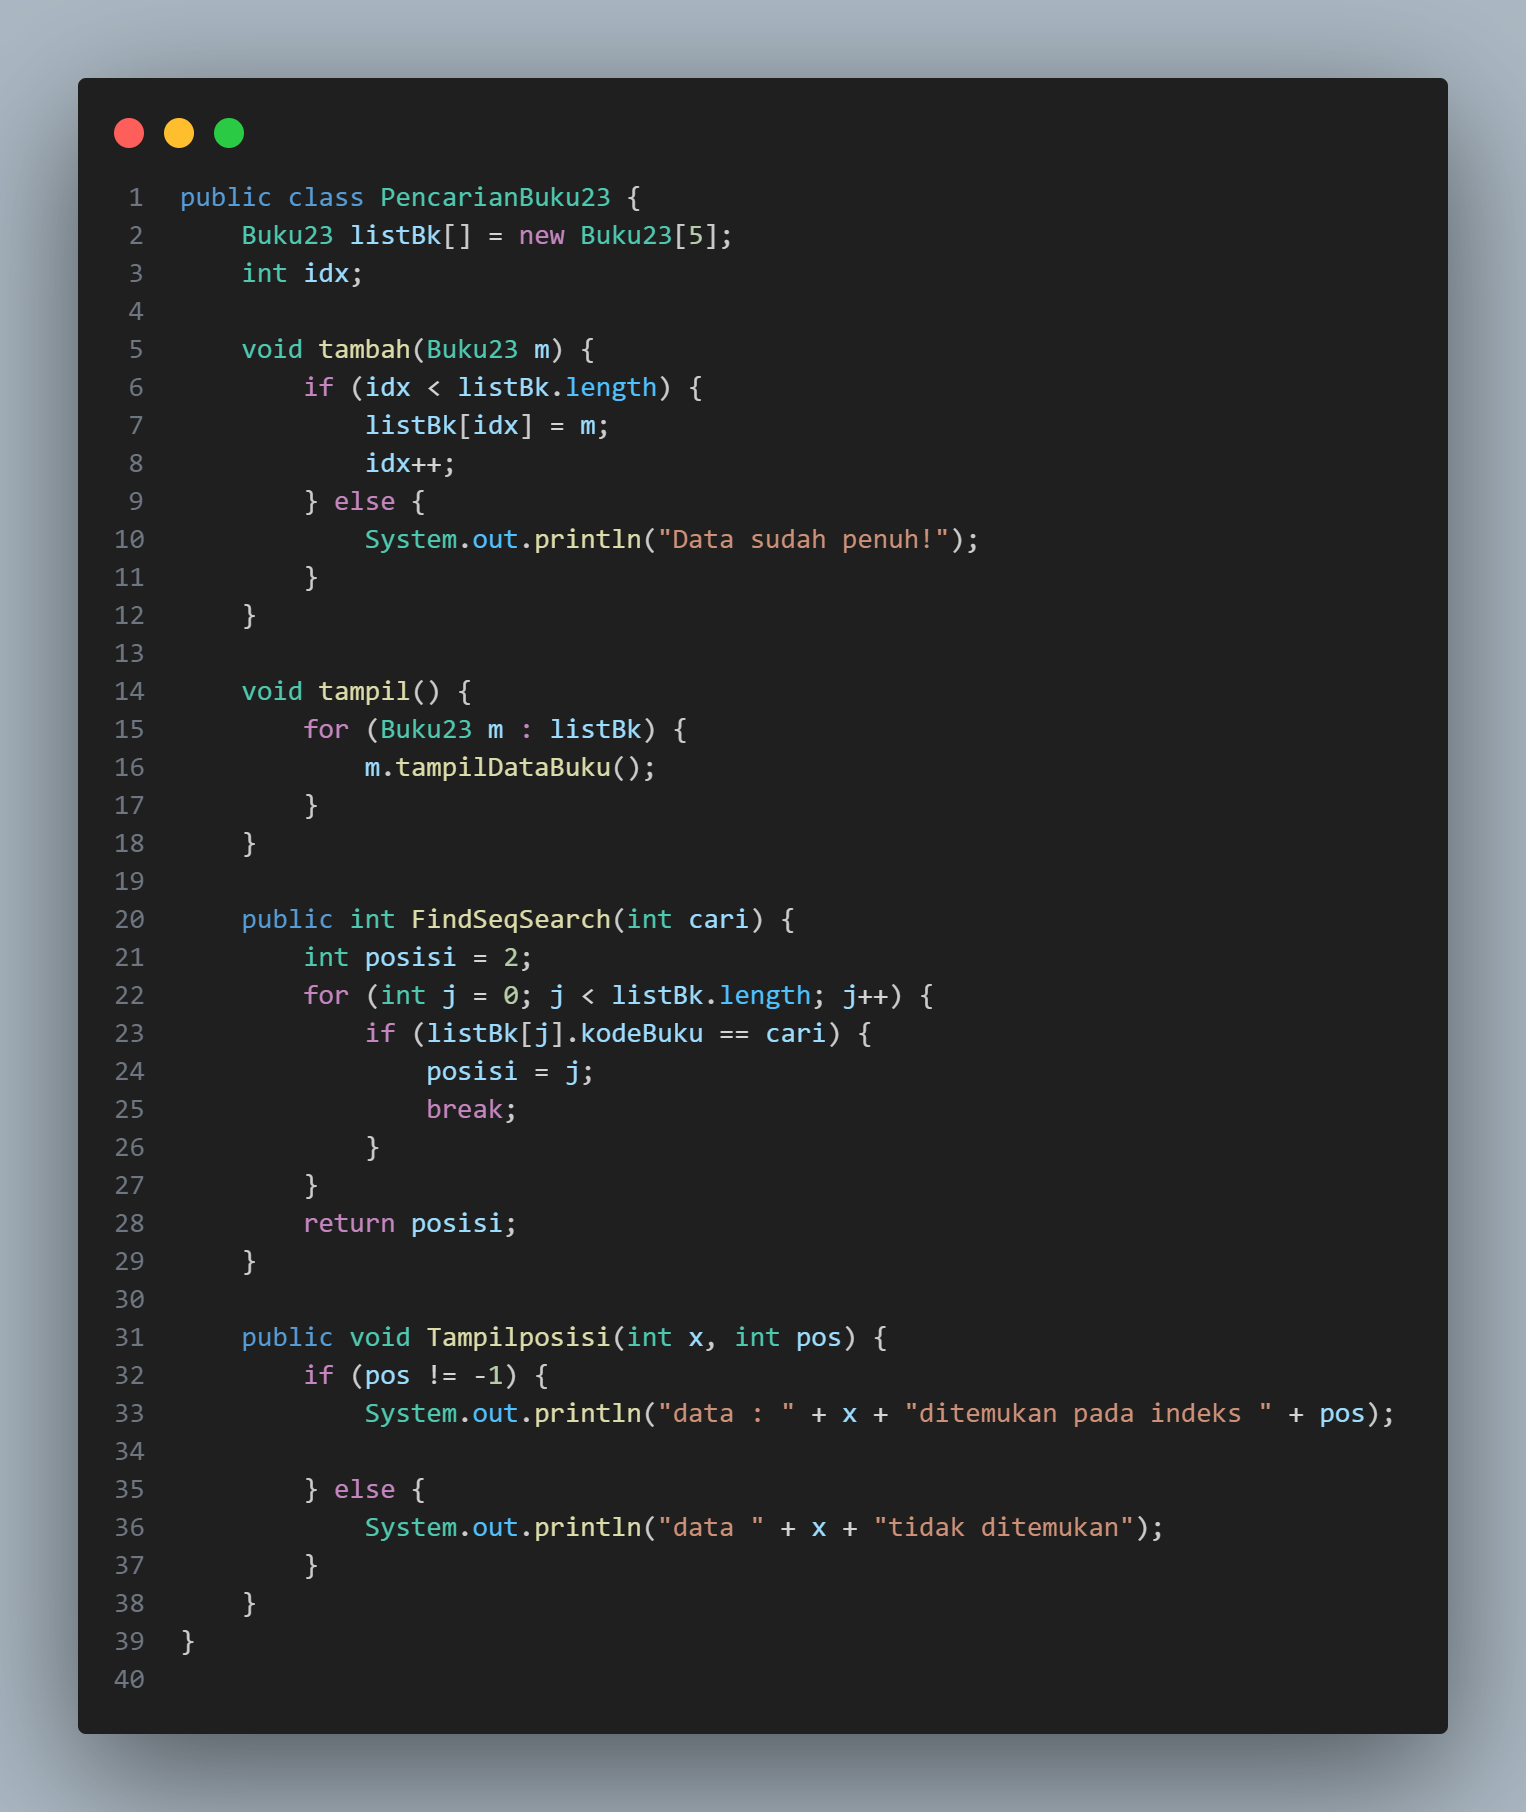 1 public class PencarianBuku23 {
2     Buku23 listBk[] = new Buku23[5];
3     int idx;
4
5     void tambah(Buku23 m) {
6         if (idx < listBk.length) {
7             listBk[idx] = m;
8             idx++;
9         } else {
10             System.out.println("Data sudah penuh!");
11         }
12     }
13
14     void tampil() {
15         for (Buku23 m : listBk) {
16             m.tampilDataBuku();
17         }
18     }
19
20     public int FindSeqSearch(int cari) {
21         int posisi = 2;
22         for (int j = 0; j < listBk.length; j++) {
23             if (listBk[j].kodeBuku == cari) {
24                 posisi = j;
25                 break;
26             }
27         }
28         return posisi;
29     }
30
31     public void Tampilposisi(int x, int pos) {
32         if (pos != -1) {
33             System.out.println("data : " + x + "ditemukan pada indeks " + pos);
34
35         } else {
36             System.out.println("data " + x + "tidak ditemukan");
37         }
38     }
39 }
40